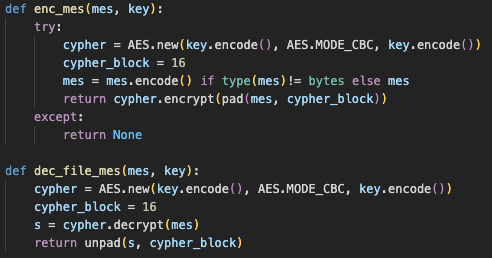 def enc_mes(mes, key):
    try:
        cypher = AES.new(key.encode(), AES.MODE_CBC, key.encode())
        cypher_block = 16
        mes = mes.encode() if type(mes)!= bytes else mes
        return cypher.encrypt(pad(mes, cypher_block))
    except:
        return None

def dec_file_mes(mes, key):
    cypher = AES.new(key.encode(), AES.MODE_CBC, key.encode())
    cypher_block = 16
    s = cypher.decrypt(mes)
    return unpad(s, cypher_block)